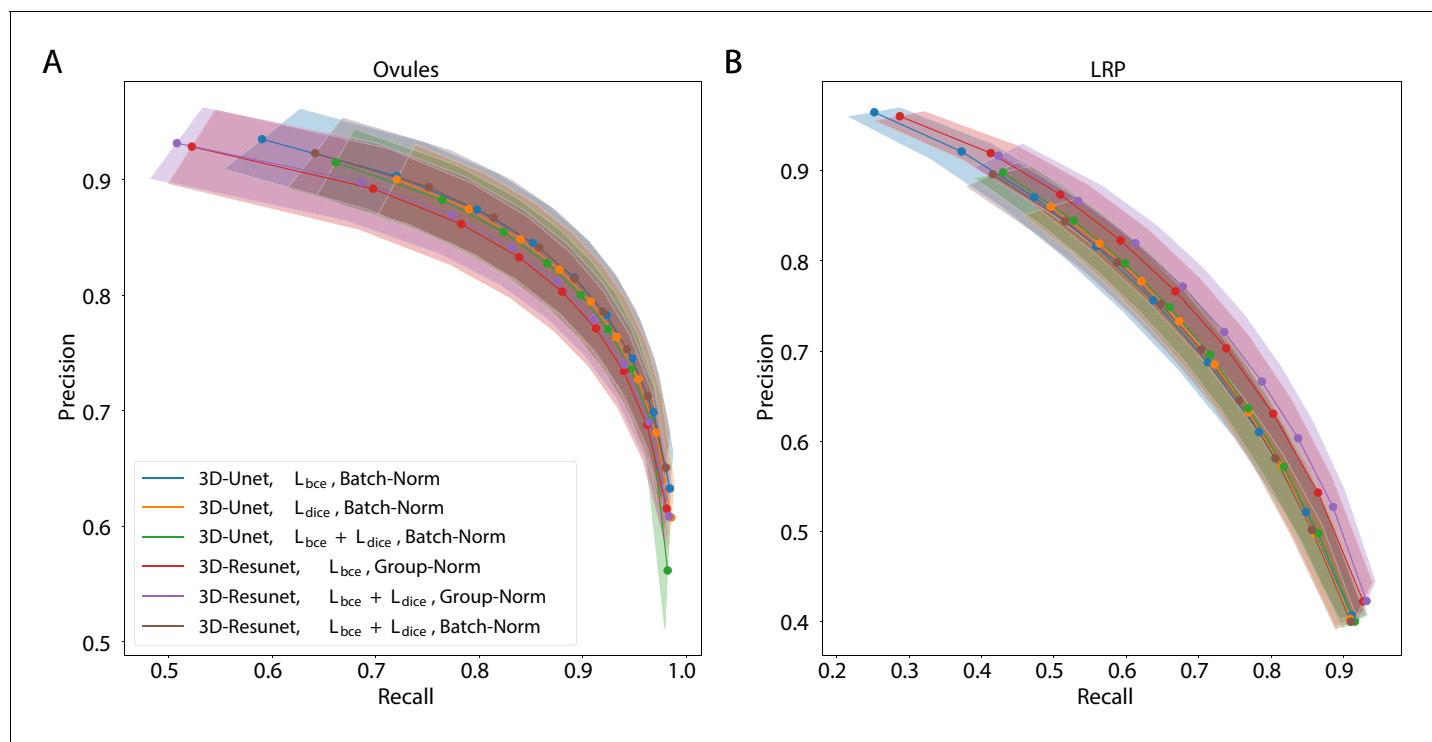 A
Ovules
Precision
0.9
0.8
0.7
0.6
0.5
3D-Unet, L_bce , Batch-Norm
3D-Unet, L_dice , Batch-Norm
3D-Unet, L_bce + L_dice , Batch-Norm
3D-Resunet, L_bce , Group-Norm
3D-Resunet, L_bce + L_dice , Group-Norm
3D-Resunet, L_bce + L_dice , Batch-Norm
0.5 0.6 0.7 0.8 0.9 1.0
Recall
B
LRP
Precision
0.9
0.8
0.7
0.6
0.5
0.4
0.2 0.3 0.4 0.5 0.6 0.7 0.8 0.9
Recall